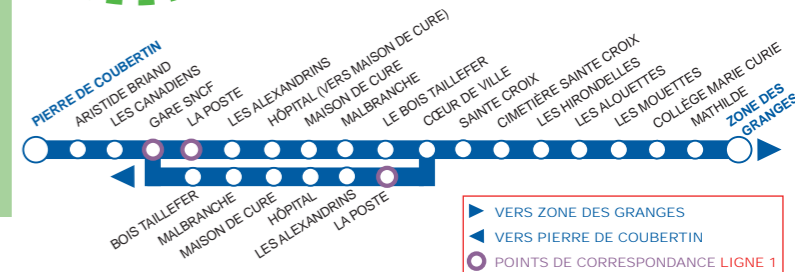 PIERRE DE COUBERTIN
ARISTIDE BRIAND
LES CANADIENS
GARE SNCF
LA POSTE
LES ALEXANDRINS
HÔPITAL (VERS MAISON DE CURE)
MAISON DE CURE
MALBRANCHE
LE BOIS TAILLEFER
CŒUR DE VILLE
SAINTE CROIX
CIMETIÈRE SAINTE CROIX
LES HIRONDELLES
LES ALOUETTES
LES MOUETTES
COLLÈGE MARIE CURIE
MATHILDE
ZONE DES
GRANGES
BOIS TAILLEFER
MALBRANCHE
MAISON DE CURE
HÔPITAL
LES ALEXANDRINS
LA POSTE
VERS ZONE DES GRANGES
VERS PIERRE DE COUBERTIN
POINTS DE CORRESPONDANCE LIGNE 1